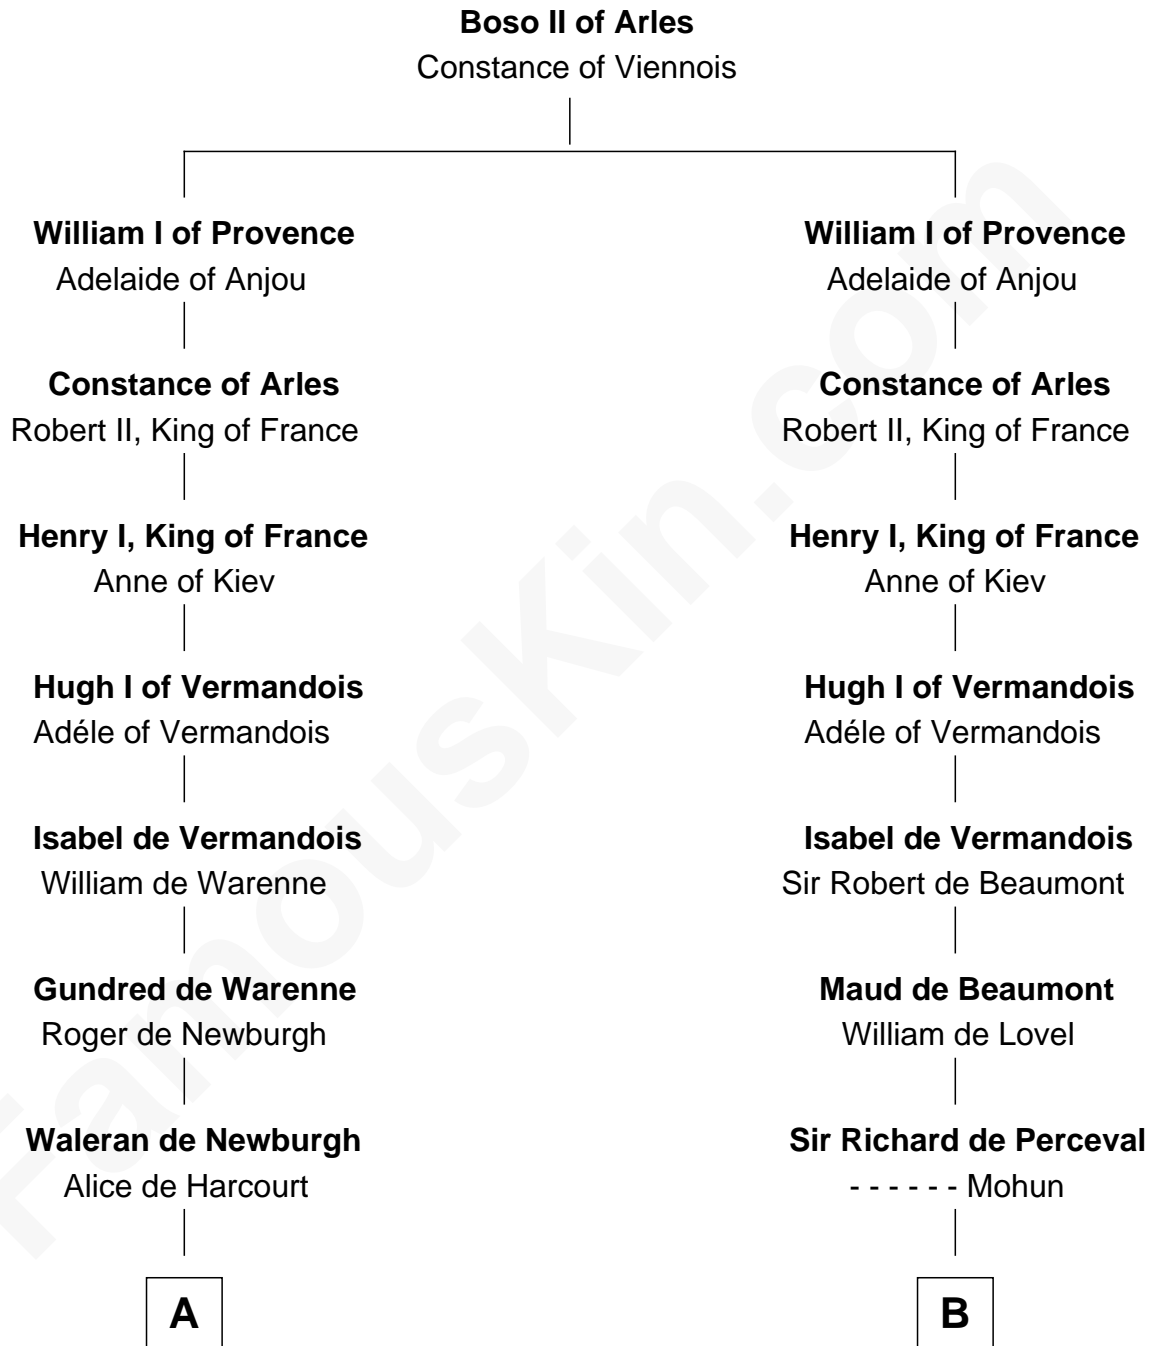 Boso II of Arles
Constance of Viennois
William I of Provence
Adelaide of Anjou
William I of Provence
Adelaide of Anjou
Constance of Arles
Robert II, King of France
Constance of Arles
Robert II, King of France
Henry I, King of France
Anne of Kiev
Henry I, King of France
Anne of Kiev
Hugh I of Vermandois
Adéle of Vermandois
Hugh I of Vermandois
Adéle of Vermandois
Isabel de Vermandois
William de Warenne
Isabel de Vermandois
Sir Robert de Beaumont
Gundred de Warenne
Roger de Newburgh
Maud de Beaumont
William de Lovel
Waleran de Newburgh
Alice de Harcourt
Sir Richard de Perceval
- - - - - - Mohun
A
B
FamousKin.com